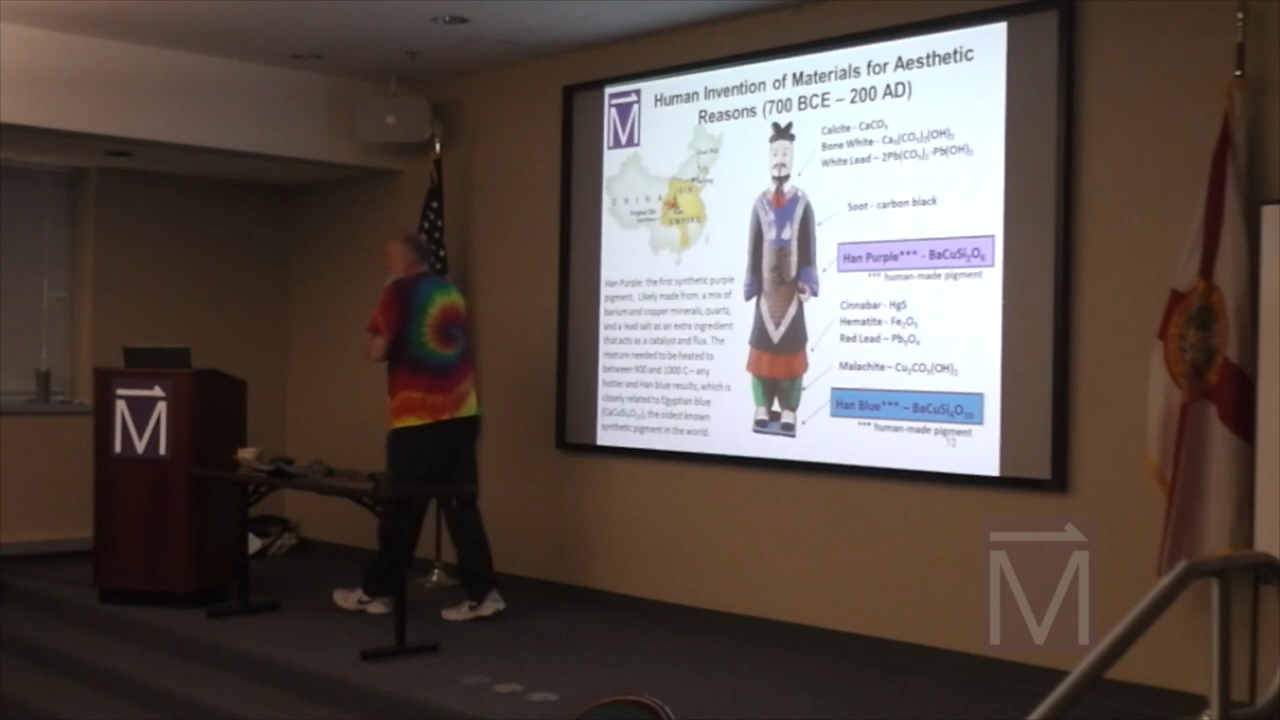 Human Invention of Materials for Aesthetic
Reasons (700 BCE – 200 AD)
M
Calcite - CaCO₃
Bone White - Ca₅(CO₃)₃(OH)₂
White Lead – 2Pb(CO₃)₂·Pb(OH)₂
CHINA
QIN
EMPIRE
Soot - carbon black
Han Purple*** - BaCuSi₂O₆
*** human-made pigment
Han Purple: the first synthetic purple
pigment. Likely made from: a mix of
barium and copper minerals, quartz,
and a lead salt as an extra ingredient
that acts as a catalyst and flux. The
mixture needed to be heated to
between 900 and 1000 C – any
hotter and Han blue results, which is
closely related to Egyptian blue
(CaCuSi₄O₁₀), the oldest known
synthetic pigment in the world.
Cinnabar - HgS
Hematite - Fe₂O₃
Red Lead – Pb₃O₄
Malachite – Cu₂CO₃(OH)₂
Han Blue*** – BaCuSi₄O₁₀
*** human-made pigment
13
M
M